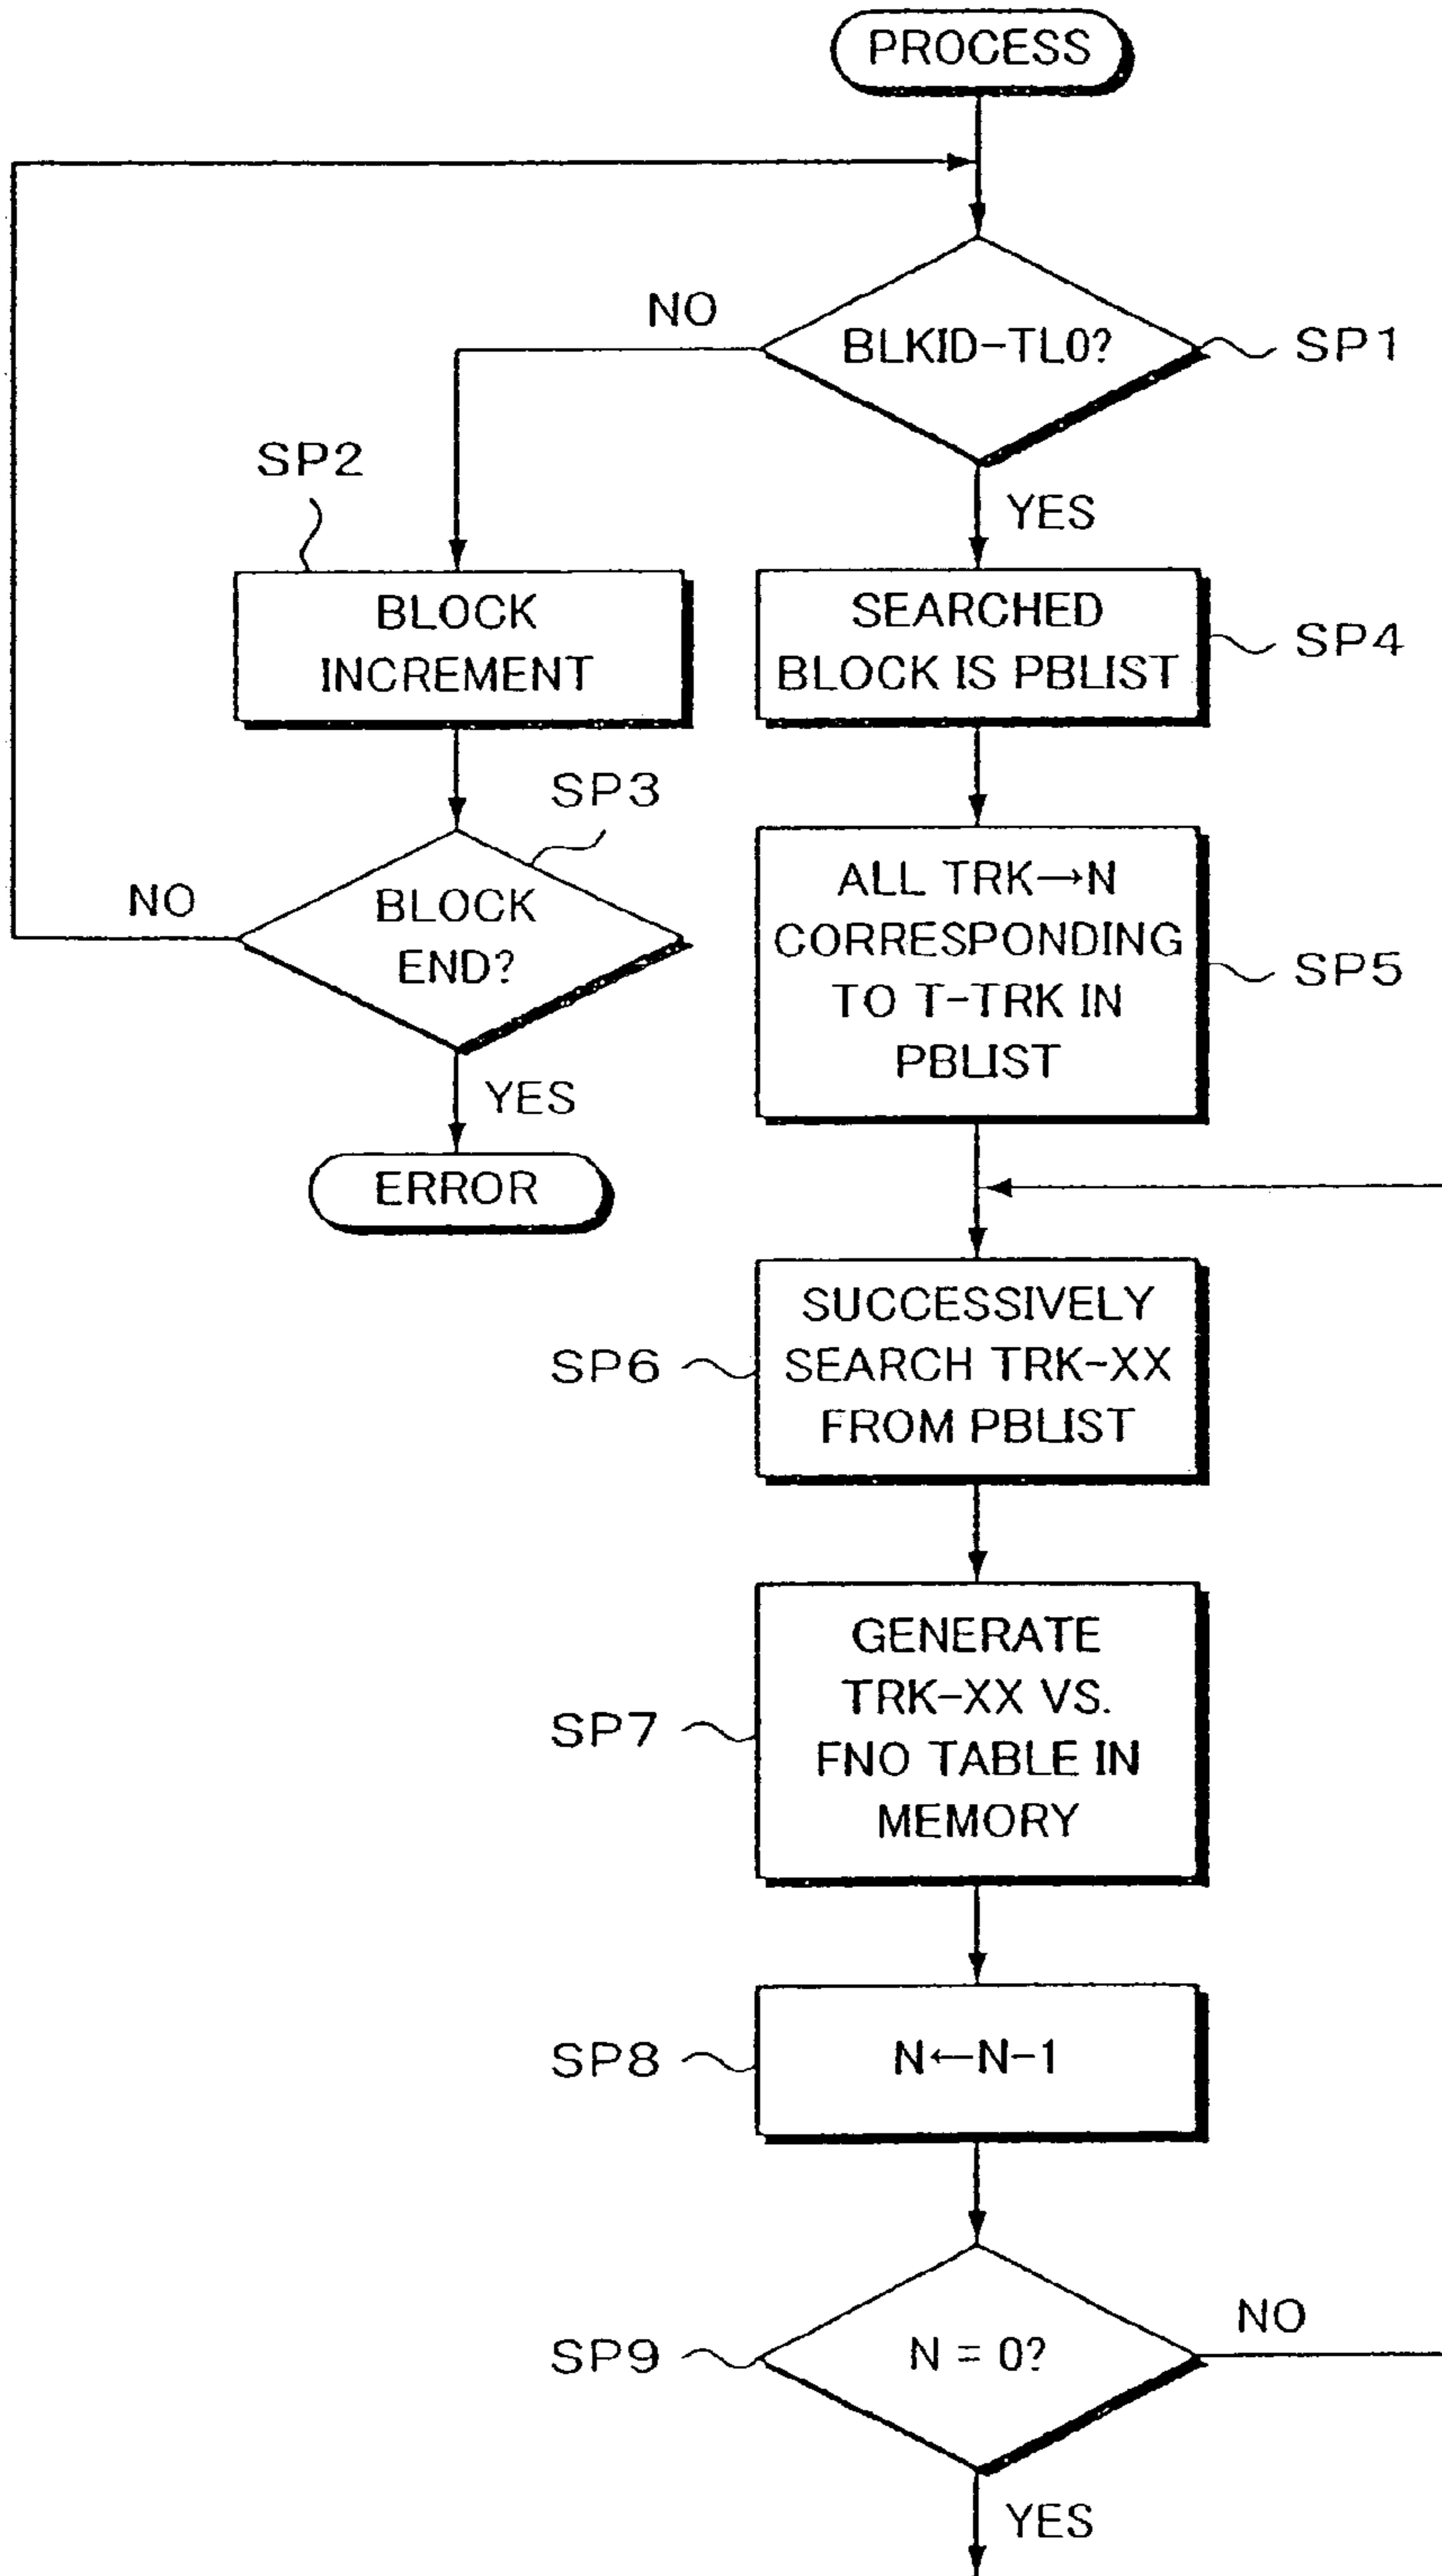 PROCESS
BLKID-TL0?
NO
SP1
YES
SP2
BLOCK
INCREMENT
SEARCHED
BLOCK IS PBLIST
SP4
SP3
BLOCK
END?
NO
YES
ERROR
ALL TRK→N
CORRESPONDING
TO T-TRK IN
PBLIST
SP5
SUCCESSIVELY
SEARCH TRK-XX
FROM PBLIST
SP6
GENERATE
TRK-XX VS.
FNO TABLE IN
MEMORY
SP7
N←N-1
SP8
N = 0?
SP9
NO
YES